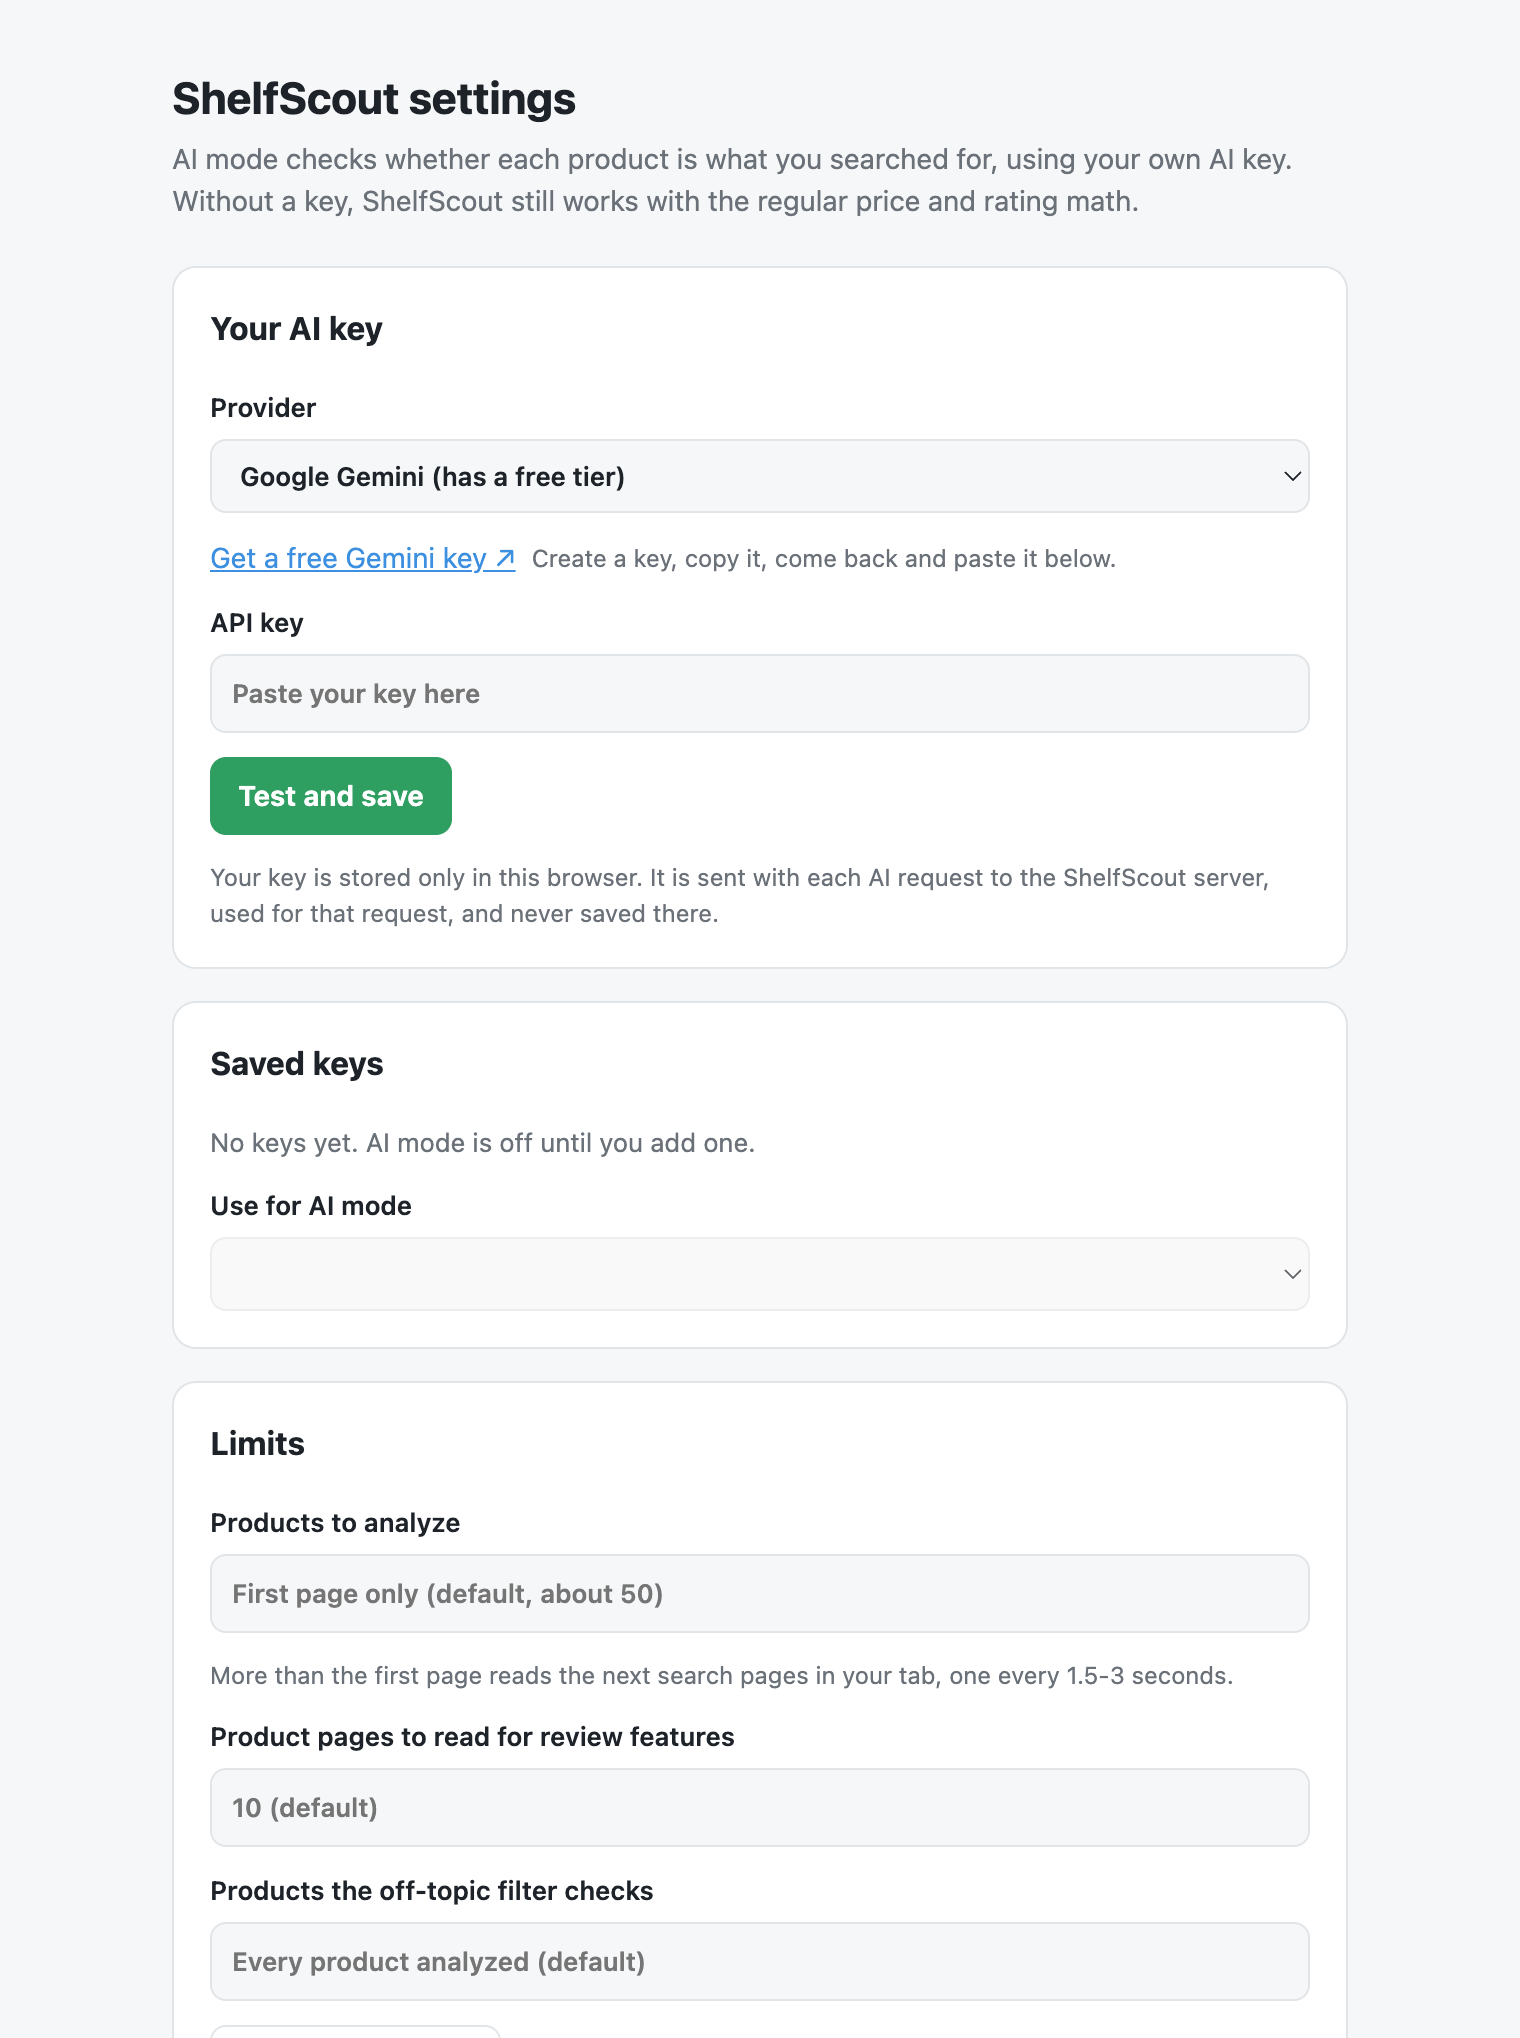 ShelfScout settings
AI mode checks whether each product is what you searched for, using your own AI key.
Without a key, ShelfScout still works with the regular price and rating math.
Your AI key
Provider
Google Gemini (has a free tier)
Get a free Gemini key ↗ Create a key, copy it, come back and paste it below.
API key
Paste your key here
Test and save
Your key is stored only in this browser. It is sent with each AI request to the ShelfScout server,
used for that request, and never saved there.
Saved keys
No keys yet. AI mode is off until you add one.
Use for AI mode
Limits
Products to analyze
First page only (default, about 50)
More than the first page reads the next search pages in your tab, one every 1.5-3 seconds.
Product pages to read for review features
10 (default)
Products the off-topic filter checks
Every product analyzed (default)